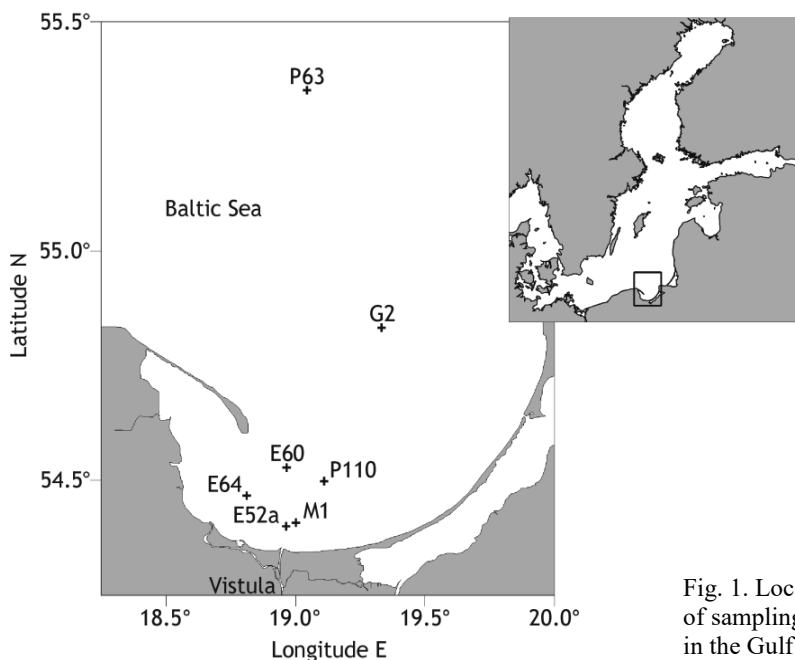 55.5°
P63
Baltic Sea
55.0°
Latitude N
G2
E60
P110
54.5°
E64
M1
E52a
Vistula
18.5°
19.0°
19.5°
20.0°
Longitude E
Fig. 1. Loc
of sampling
in the Gulf